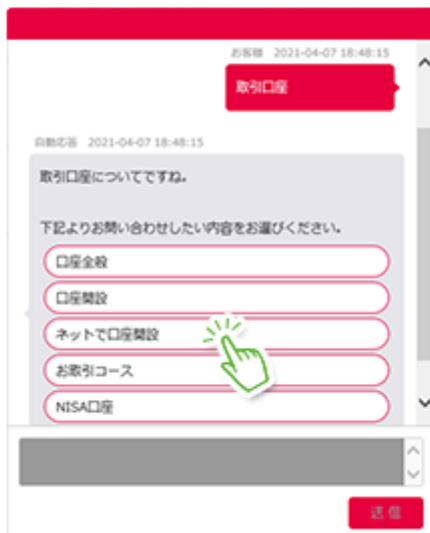 お客様 2021-04-07 18:48:15
取引口座
自動応答 2021-04-07 18:48:15
取引口座についてですね。
下記よりお問い合わせしたい内容をお選びください。
口座全般
口座開設
ネットで口座開設
お取引コース
NISA口座
送信